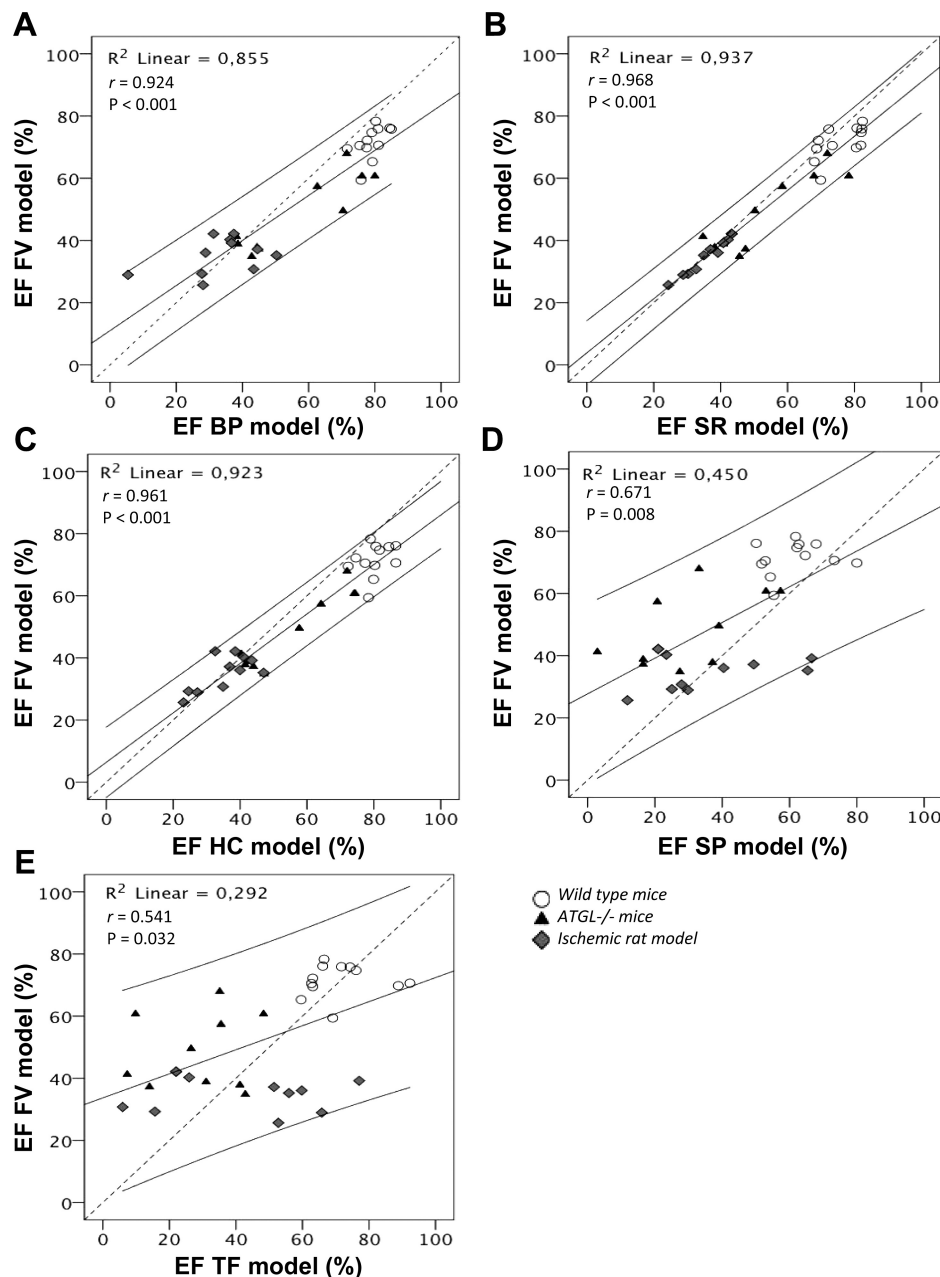 A
R² Linear = 0,855
r = 0.924
P < 0.001
100
80
60
40
20
0
EF FV model (%)
0 20 40 60 80 100
EF BP model (%)
B
R² Linear = 0,937
r = 0.968
P < 0.001
100
80
60
40
20
0
EF FV model (%)
0 20 40 60 80 100
EF SR model (%)
C
R² Linear = 0,923
r = 0.961
P < 0.001
100
80
60
40
20
0
EF FV model (%)
0 20 40 60 80 100
EF HC model (%)
D
R² Linear = 0,450
r = 0.671
P = 0.008
100
80
60
40
20
0
EF FV model (%)
0 20 40 60 80 100
EF SP model (%)
E
R² Linear = 0,292
r = 0.541
P = 0.032
100
80
60
40
20
0
EF FV model (%)
0 20 40 60 80 100
EF TF model (%)
Wild type mice
ATGL-/- mice
Ischemic rat model